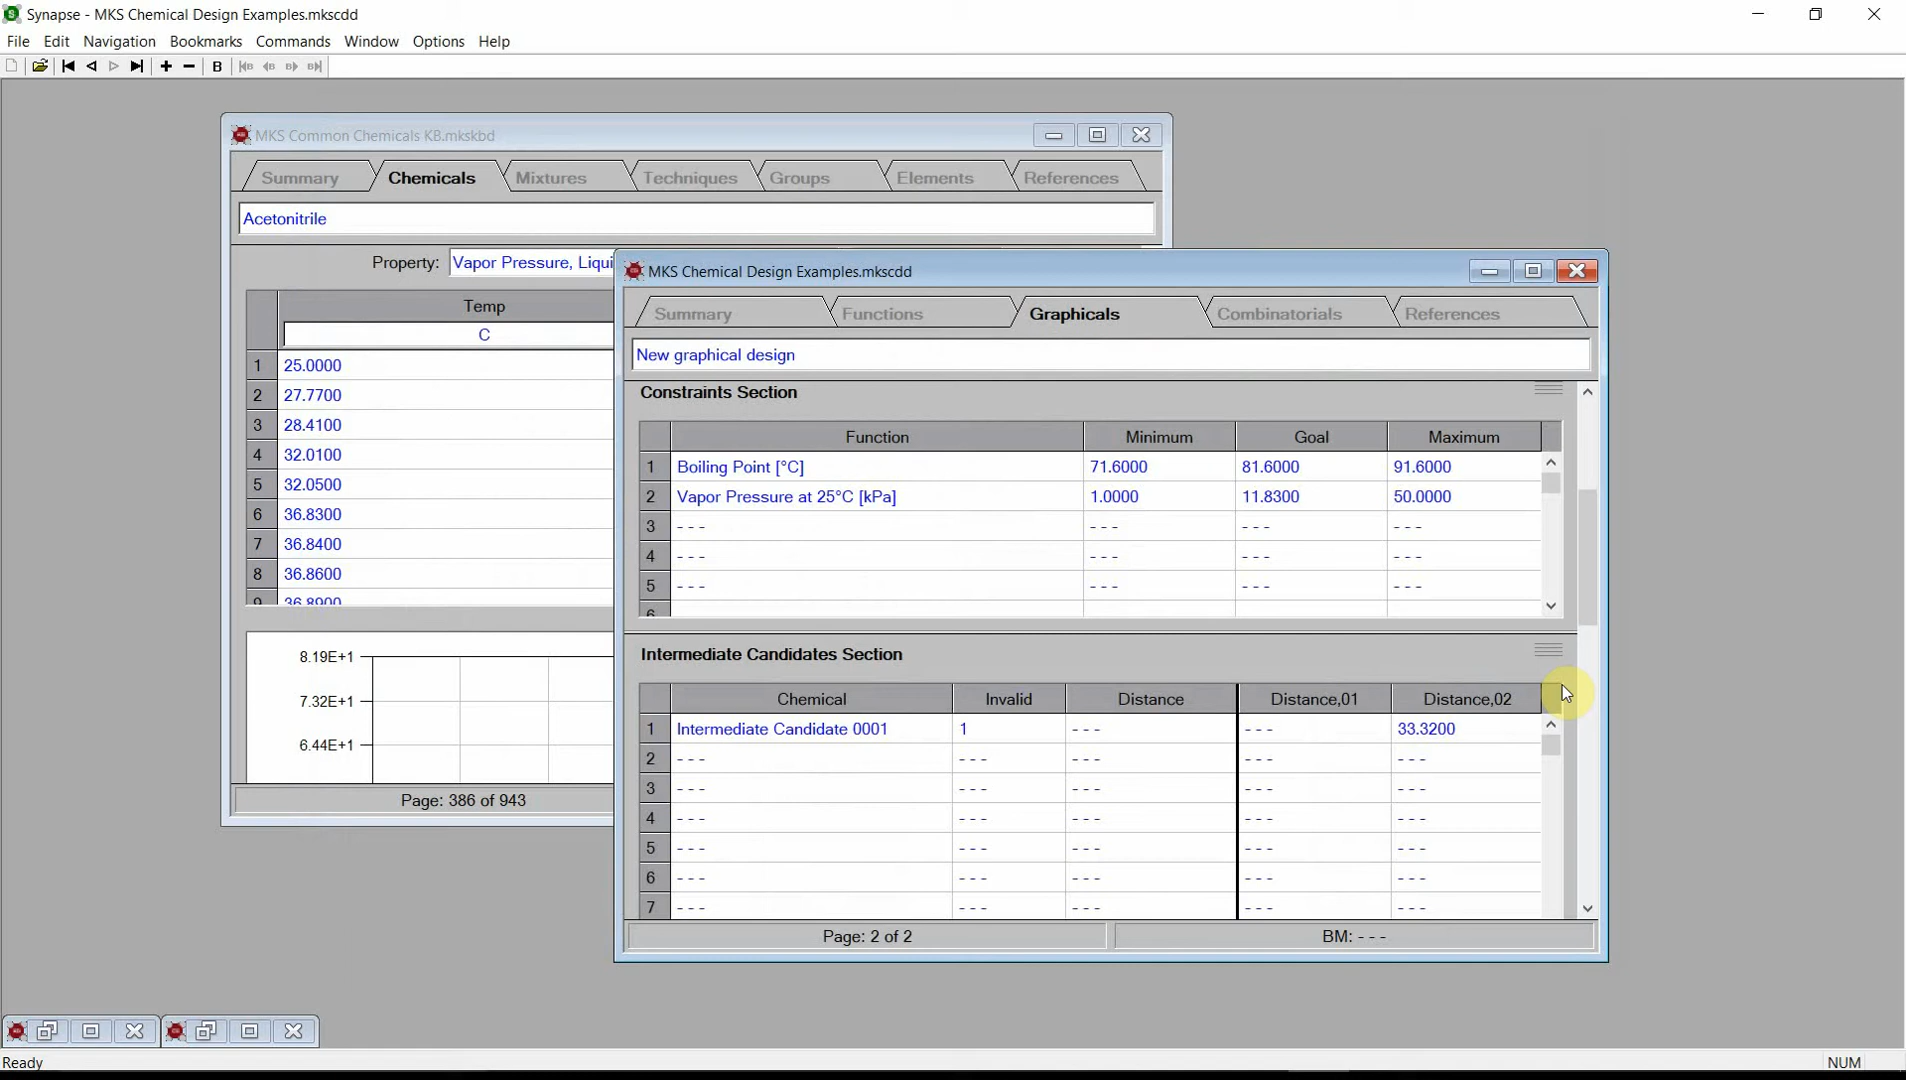 Synapse - MKS Chemical Design Examples.mkscdd
File Edit Navigation Bookmarks Commands Window Options Help
B
MKS Common Chemicals KB.mkskbd
Summary Chemicals Mixtures Techniques Groups Elements References
Acetonitrile
Property: Vapor Pressure, Liqui
Temp
C
1 25.0000
2 27.7700
3 28.4100
4 32.0100
5 32.0500
6 36.8300
7 36.8400
8 36.8600
9 36.8900
8.19E+1
7.32E+1
6.44E+1
Page: 386 of 943
MKS Chemical Design Examples.mkscdd
Summary Functions Graphicals Combinatorials References
New graphical design
Constraints Section
Function Minimum Goal Maximum
1 Boiling Point [°C] 71.6000 81.6000 91.6000
2 Vapor Pressure at 25°C [kPa] 1.0000 11.8300 50.0000
3 - - - - - - - - - - - -
4 - - - - - - - - - - - -
5 - - - - - - - - - - - -
6
Intermediate Candidates Section
Chemical Invalid Distance Distance,01 Distance,02
1 Intermediate Candidate 0001 1 - - - - - - 33.3200
2 - - - - - - - - - - - - - - -
3 - - - - - - - - - - - - - - -
4 - - - - - - - - - - - - - - -
5 - - - - - - - - - - - - - - -
6 - - - - - - - - - - - - - - -
7 - - - - - - - - - - - - - - -
Page: 2 of 2
BM: - - -
Ready
NUM